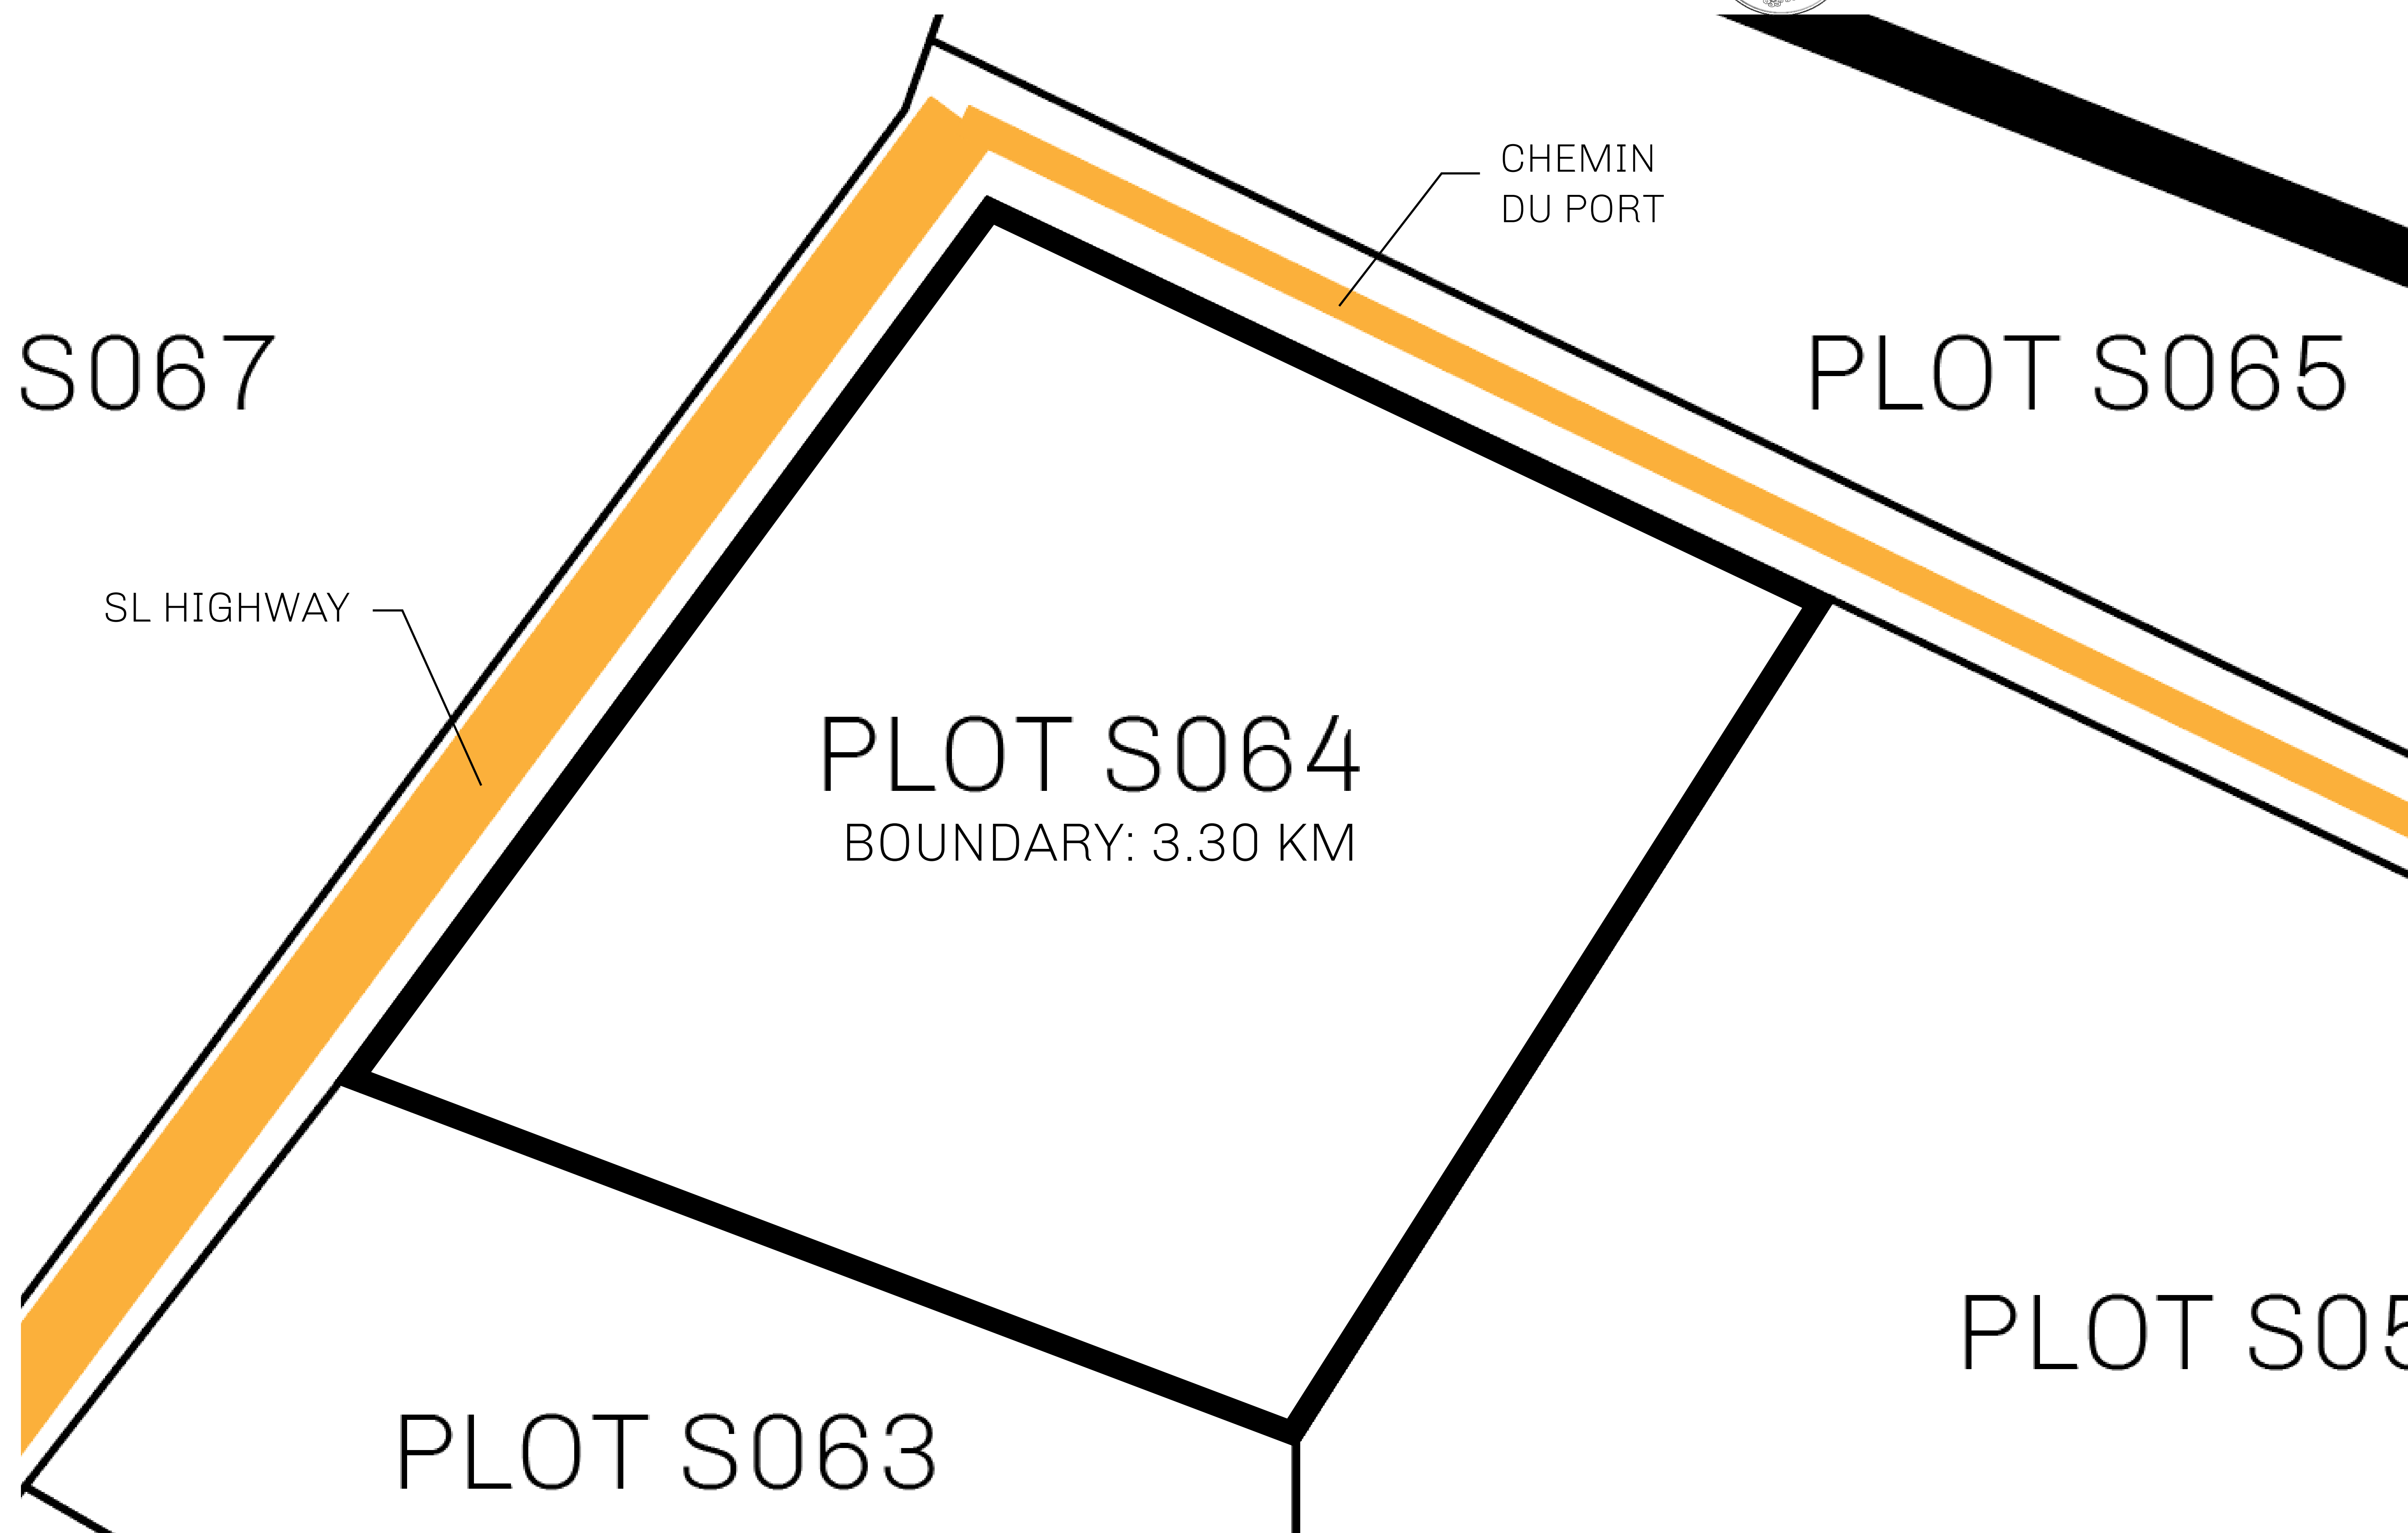 CHEMIN
DU PORT
S067
PLOT S065
SL HIGHWAY
PLOT S064
BOUNDARY: 3.30 KM
PLOT S05
PLOT S063